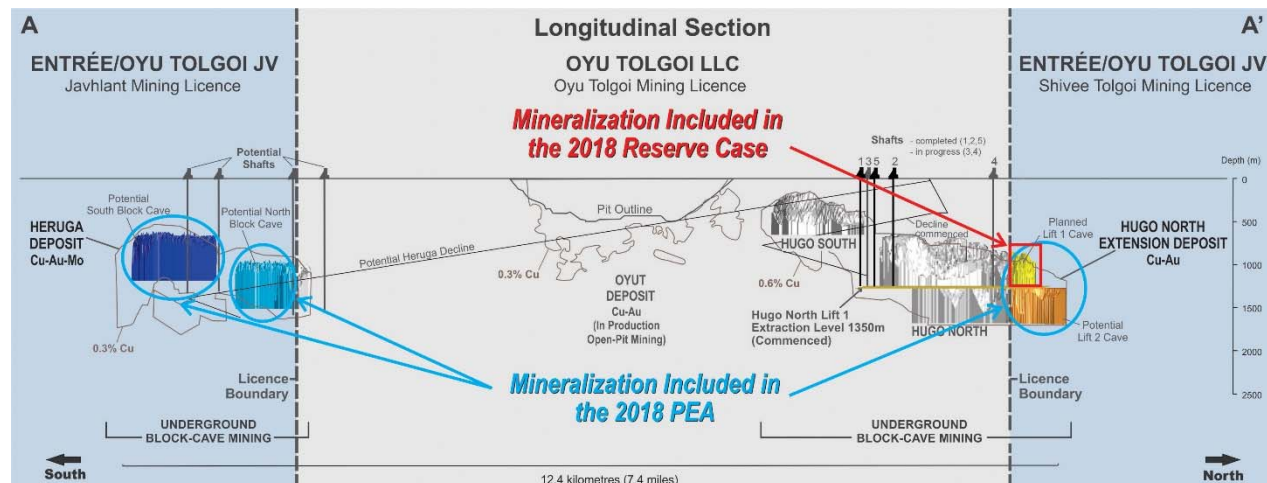 A
Longitudinal Section
A'
ENTRÉE/OYU TOLGOI JV
Javhlant Mining Licence
OYU TOLGOI LLC
Oyu Tolgoi Mining Licence
ENTRÉE/OYU TOLGOI JV
Shivee Tolgoi Mining Licence
Mineralization Included in
the 2018 Reserve Case
Shafts - completed (1,2,5)
- in progress (3,4)
Potential
Shafts
1 3 5 2 4
Depth (m)
0
500
1000
1500
2000
2500
Potential
South Block Cave
Potential North
Block Cave
HERUGA
DEPOSIT
Cu-Au-Mo
0.3% Cu
Potential Heruga Decline
Pit Outline
0.3% Cu
OYUT
DEPOSIT
Cu-Au
(In Production
Open-Pit Mining)
HUGO SOUTH
Decline
commenced
0.6% Cu
Hugo North Lift 1
Extraction Level 1350m
(Commenced)
HUGO NORTH
Planned
Lift 1 Cave
HUGO NORTH
EXTENSION DEPOSIT
Cu-Au
Potential
Lift 2 Cave
Licence
Boundary
Mineralization Included in
the 2018 PEA
Licence
Boundary
UNDERGROUND
BLOCK-CAVE MINING
UNDERGROUND
BLOCK-CAVE MINING
South
12.4 kilometres (7.4 miles)
North